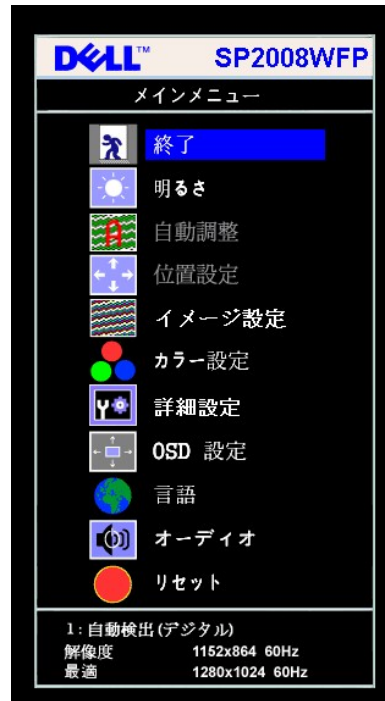 DELL™ SP2008WFP
メインメニュー
終了
明るさ
自動調整
位置設定
イメージ設定
カラー設定
詳細設定
OSD 設定
言語
オーディオ
リセット
1:自動検出(デジタル)
解像度 1152x864 60Hz
最適 1280x1024 60Hz